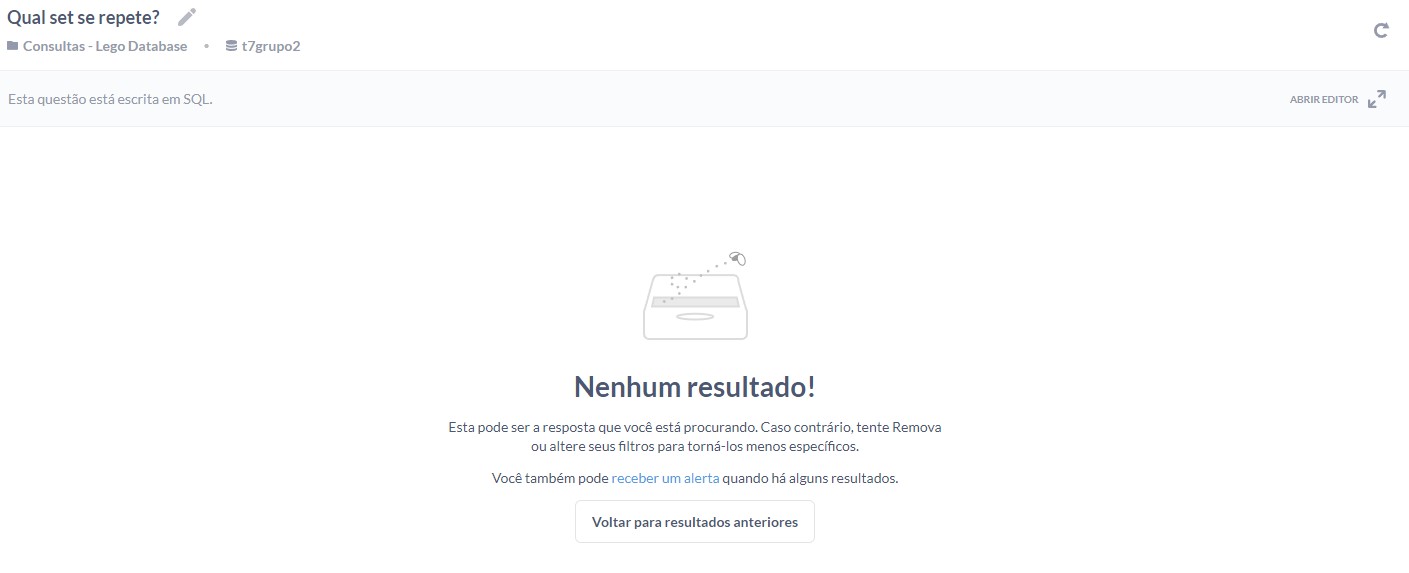 Qual set se repete?
Consultas - Lego Database • t7grupo2
Esta questão está escrita em SQL.
ABRIR EDITOR
Nenhum resultado!
Esta pode ser a resposta que você está procurando. Caso contrário, tente Remova
ou altere seus filtros para torná-los menos específicos.
Você também pode receber um alerta quando há alguns resultados.
Voltar para resultados anteriores